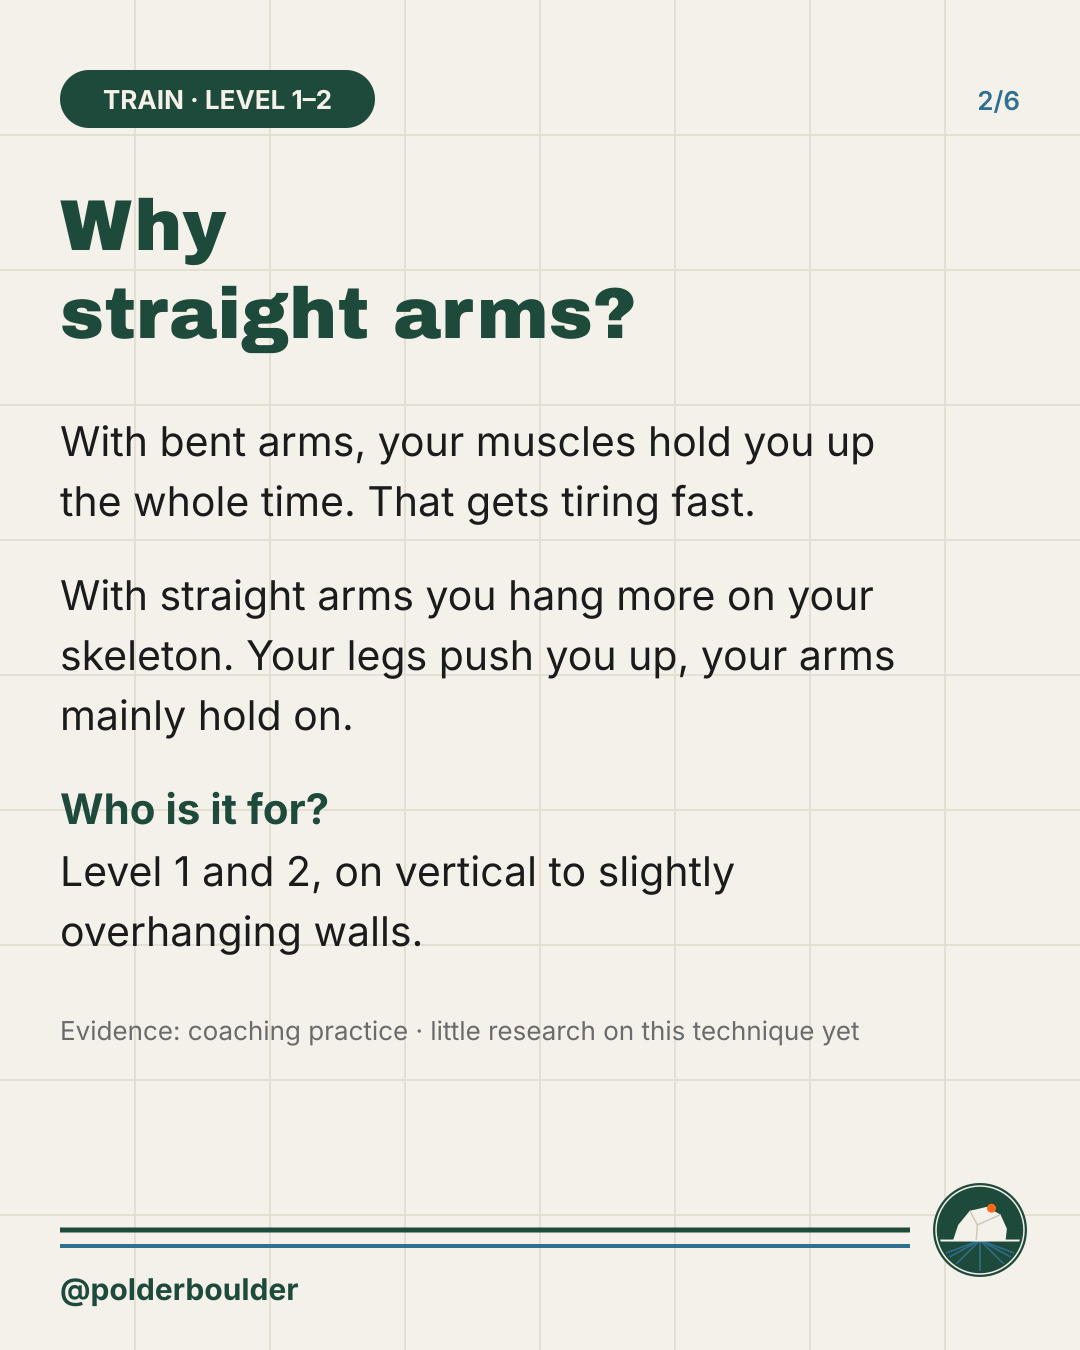 TRAIN · LEVEL 1–2
2/6
Why
straight arms?
With bent arms, your muscles hold you up
the whole time. That gets tiring fast.
With straight arms you hang more on your
skeleton. Your legs push you up, your arms
mainly hold on.
Who is it for?
Level 1 and 2, on vertical to slightly
overhanging walls.
Evidence: coaching practice · little research on this technique yet
@polderboulder